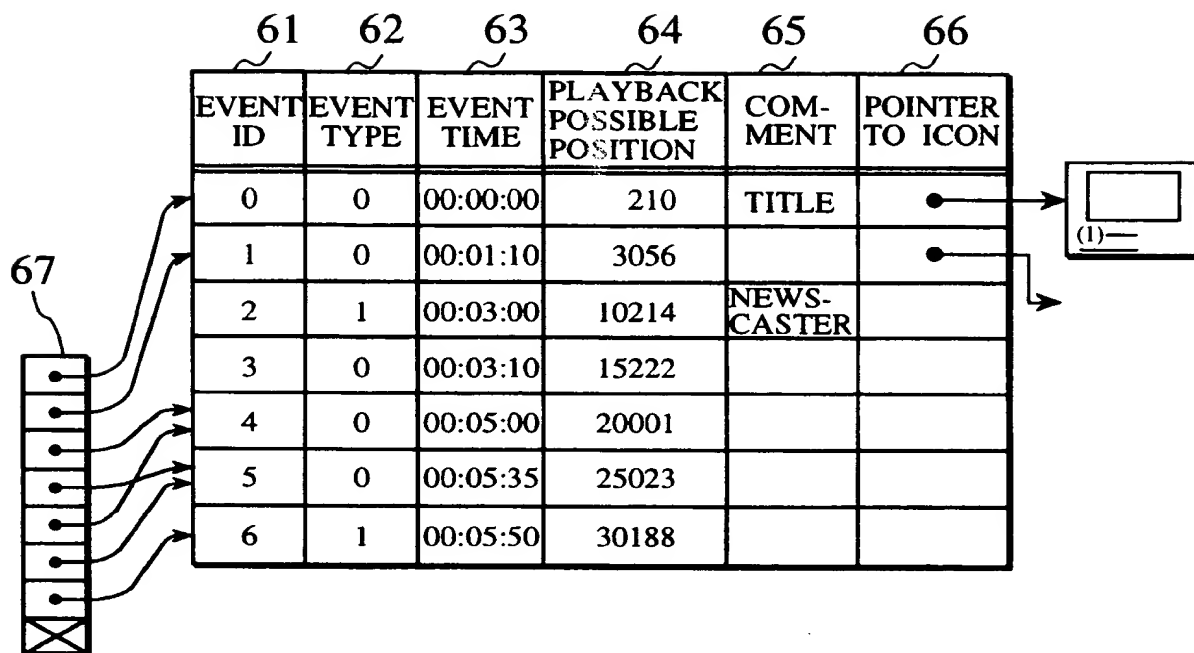 61 62 63 64 65 66
EVENT ID EVENT TYPE EVENT TIME PLAYBACK POSSIBLE POSITION COM- MENT POINTER TO ICON
0 0 00:00:00 210 TITLE
1 0 00:01:10 3056
2 1 00:03:00 10214 NEWS- CASTER
3 0 00:03:10 15222
4 0 00:05:00 20001
5 0 00:05:35 25023
6 1 00:05:50 30188
(1)
67